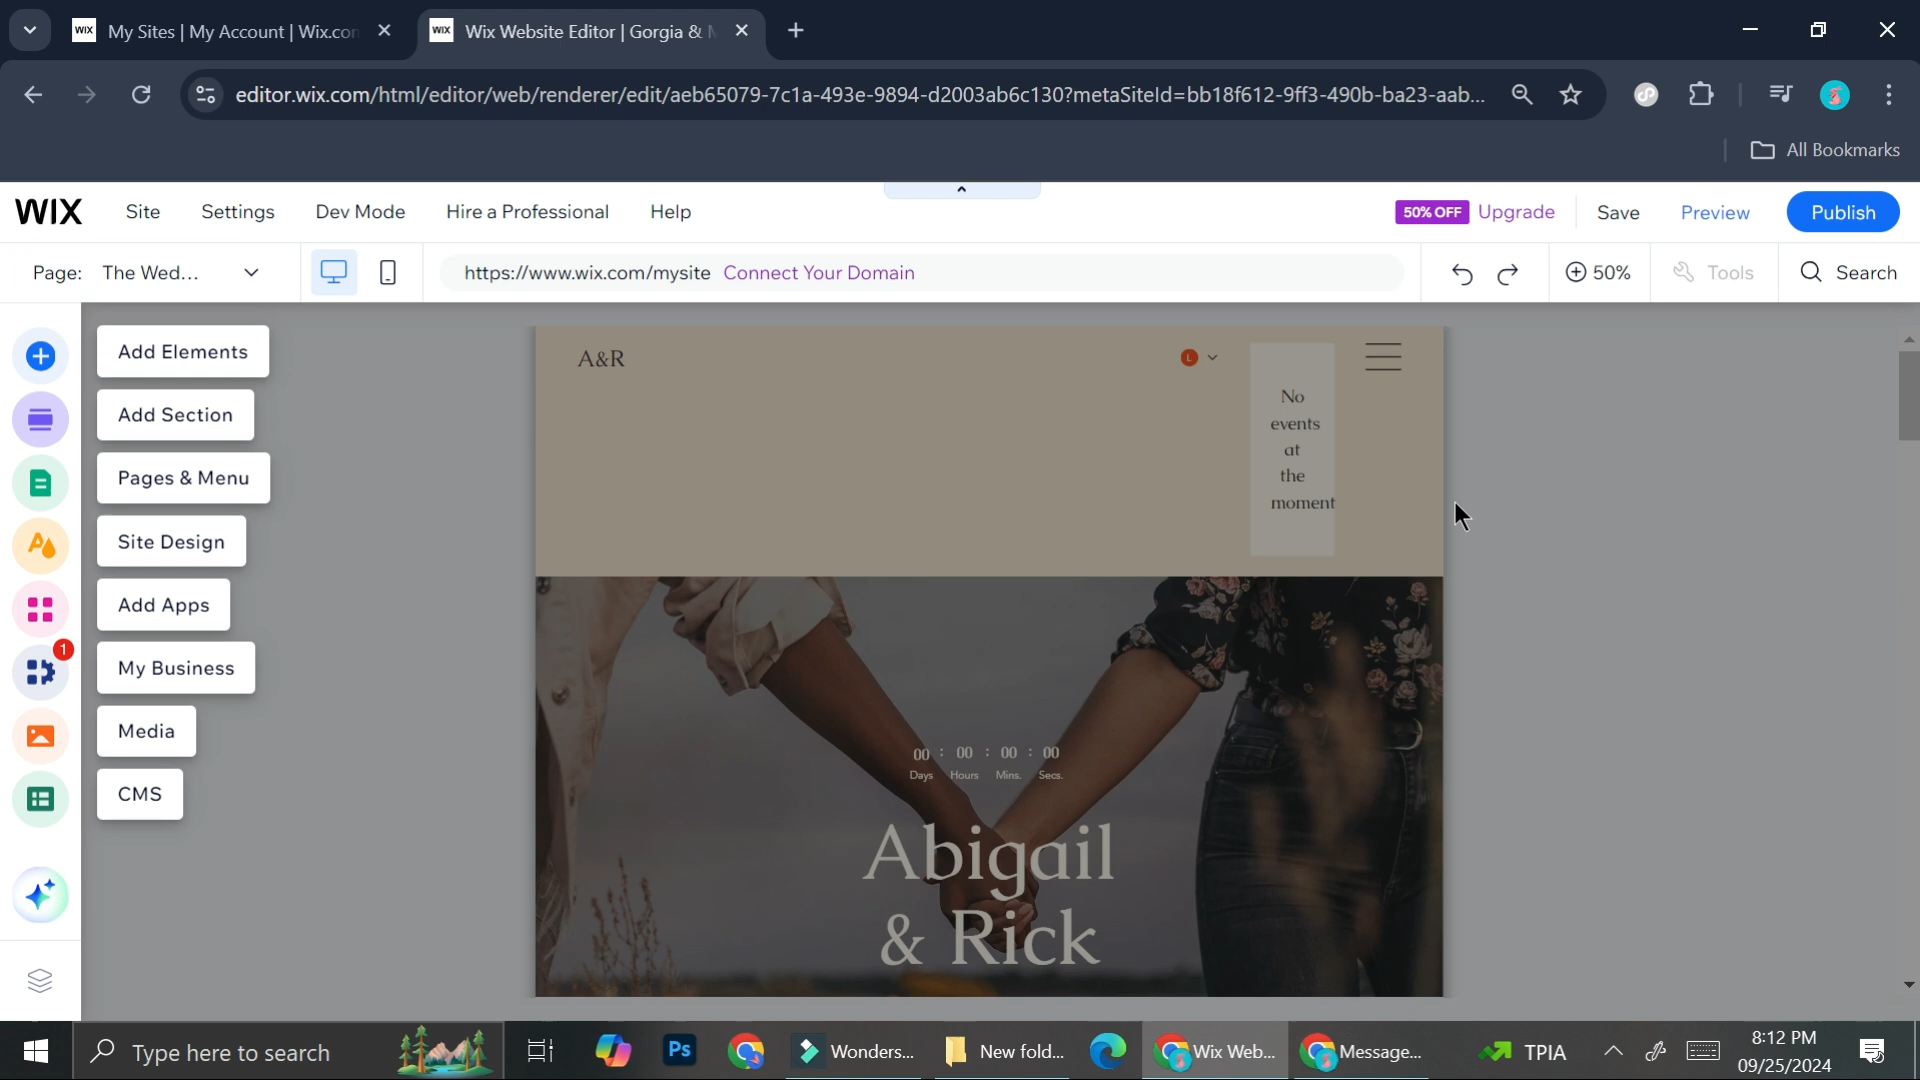 WIX My Sites | My Account | Wix.com
WIX Wix Website Editor | Gorgia &
editor.wix.com/html/editor/web/renderer/edit/aeb65079-7c1a-493e-9894-d2003ab6c130?metaSiteId=bb18f612-9ff3-490b-ba23-aab...
All Bookmarks
WIX Site Settings Dev Mode Hire a Professional Help 50% OFF Upgrade Save Preview Publish
Page: The Wed... https://www.wix.com/mysite Connect Your Domain 50% Tools Search
Add Elements
Add Section
Pages & Menu
Site Design
Add Apps
1
My Business
Media
CMS
A&R L
No
events
at
the
moment
00 : 00 : 00 : 00
Days Hours Mins. Secs.
Abigail
& Rick
Type here to search Ps Wonders... New fold... Wix Web... Message... TPIA
8:12 PM
09/25/2024